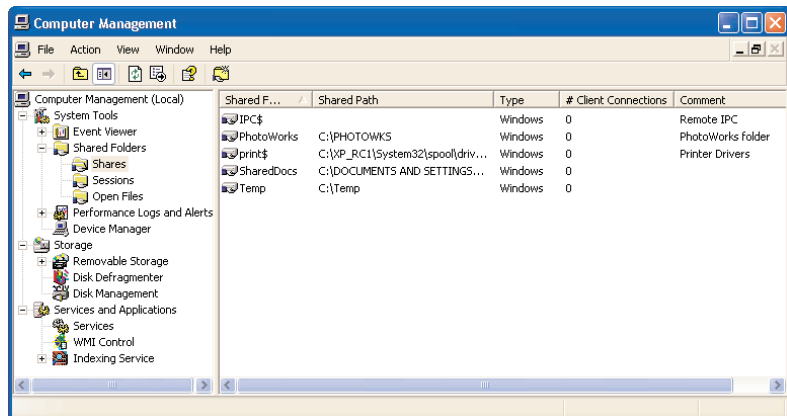 Computer Management
File Action View Window Help
Computer Management (Local)
System Tools
Event Viewer
Shared Folders
Shares
Sessions
Open Files
Performance Logs and Alerts
Device Manager
Storage
Removable Storage
Disk Defragmenter
Disk Management
Services and Applications
Services
WMI Control
Indexing Service
Shared F... Shared Path Type # Client Connections Comment
IPC$ Windows 0 Remote IPC
PhotoWorks C:\PHOTOWKS Windows 0 PhotoWorks folder
print$ C:\XP_RC1\System32\spool\driv... Windows 0 Printer Drivers
SharedDocs C:\DOCUMENTS AND SETTINGS... Windows 0
Temp C:\Temp Windows 0